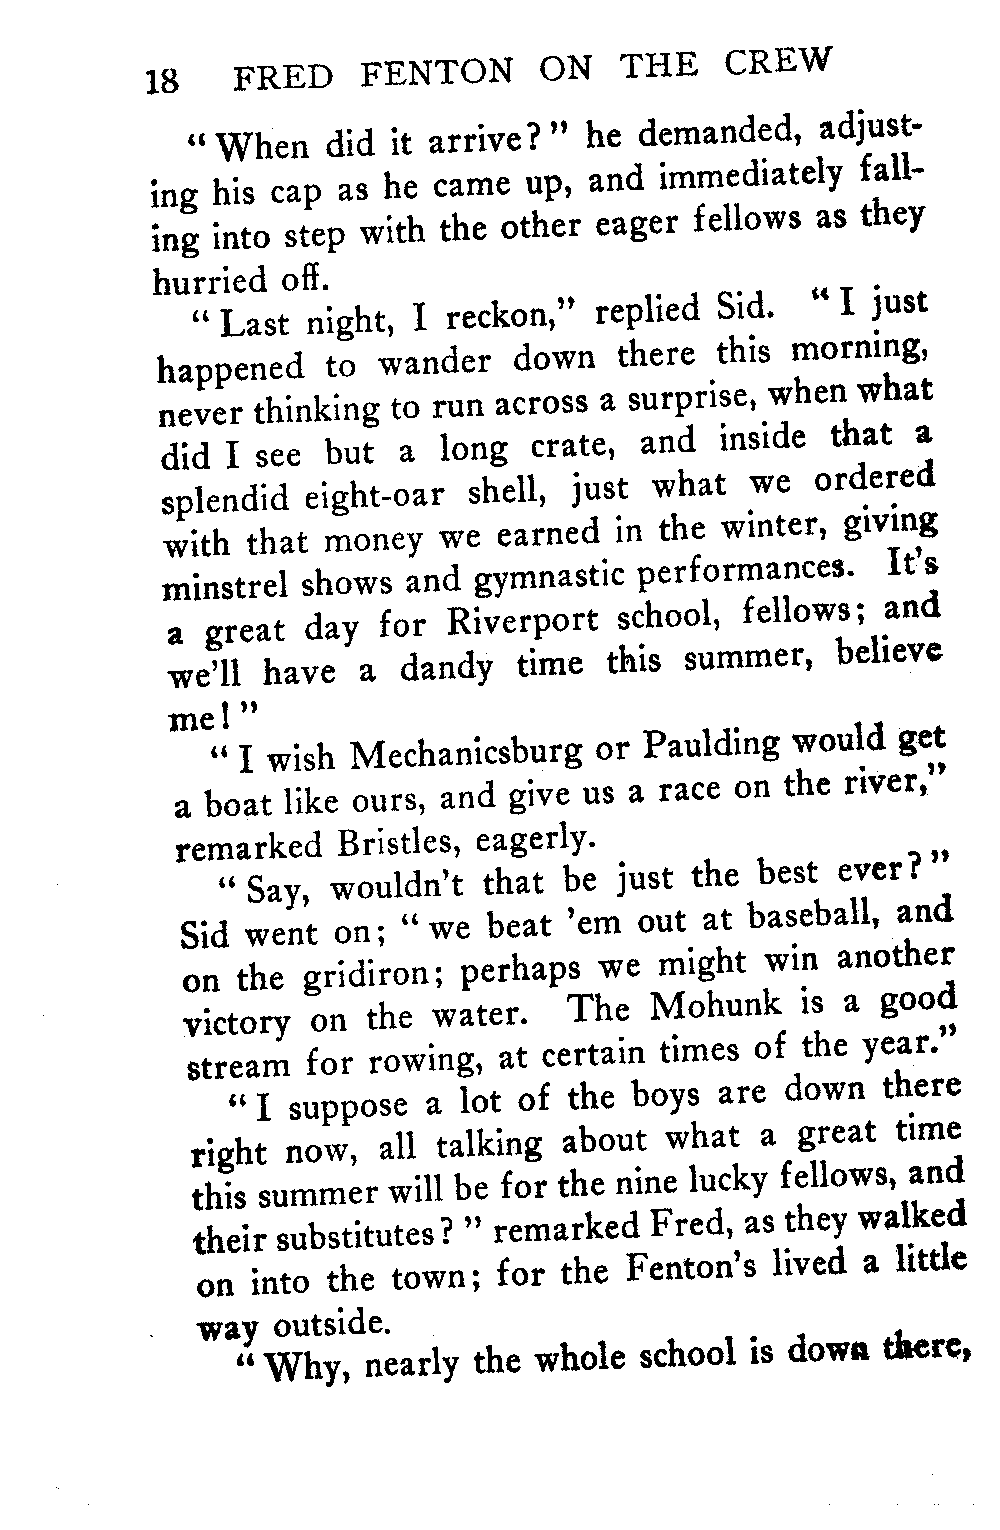 18 FRED FENTON ON THE CREW
“ When did it arrive? ” he demanded, adjust-
ing his cap as he came up, and immediately fall-
ing into step with the other eager fellows as they
hurried off.
“ Last night, I reckon,” replied Sid. “ I just
happened to wander down there this morning,
never thinking to run across a surprise, when what
did I see but a long crate, and inside that a
splendid eight-oar shell, just what we ordered
with that money we earned in the winter, giving
minstrel shows and gymnastic performances. It’s
a great day for Riverport school, fellows; and
we’ll have a dandy time this summer, believe
me! ”
“ I wish Mechanicsburg or Paulding would get
a boat like ours, and give us a race on the river,”
remarked Bristles, eagerly.
“ Say, wouldn’t that be just the best ever? ”
Sid went on; “ we beat ’em out at baseball, and
on the gridiron; perhaps we might win another
victory on the water. The Mohunk is a good
stream for rowing, at certain times of the year.”
“ I suppose a lot of the boys are down there
right now, all talking about what a great time
this summer will be for the nine lucky fellows, and
their substitutes? ” remarked Fred, as they walked
on into the town; for the Fenton’s lived a little
way outside.
“ Why, nearly the whole school is down there,